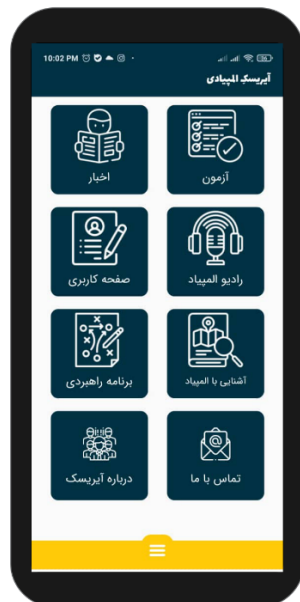 10:02 PM
آیریسک المپیادی
آزمون
اخبار
رادیو المپیاد
صفحه کاربری
آشنایی با المپیاد
برنامه راهبردی
تماس با ما
درباره آیریسک